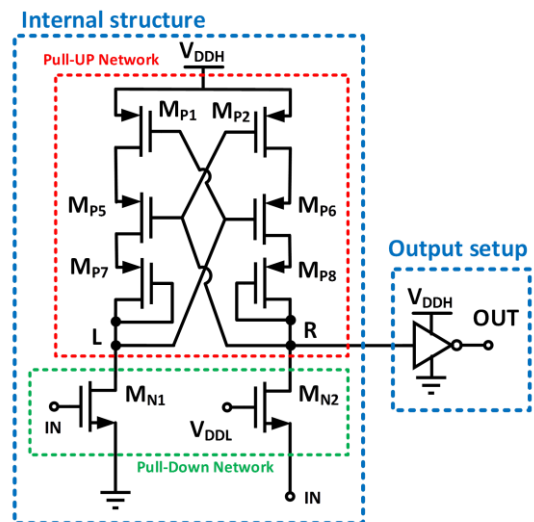 Internal structure
Pull-UP Network
VDDH
MP1
MP2
MP5
MP6
MP7
MP8
L
R
Output setup
VDDH
OUT
MN1
MN2
IN
VDDL
Pull-Down Network
IN